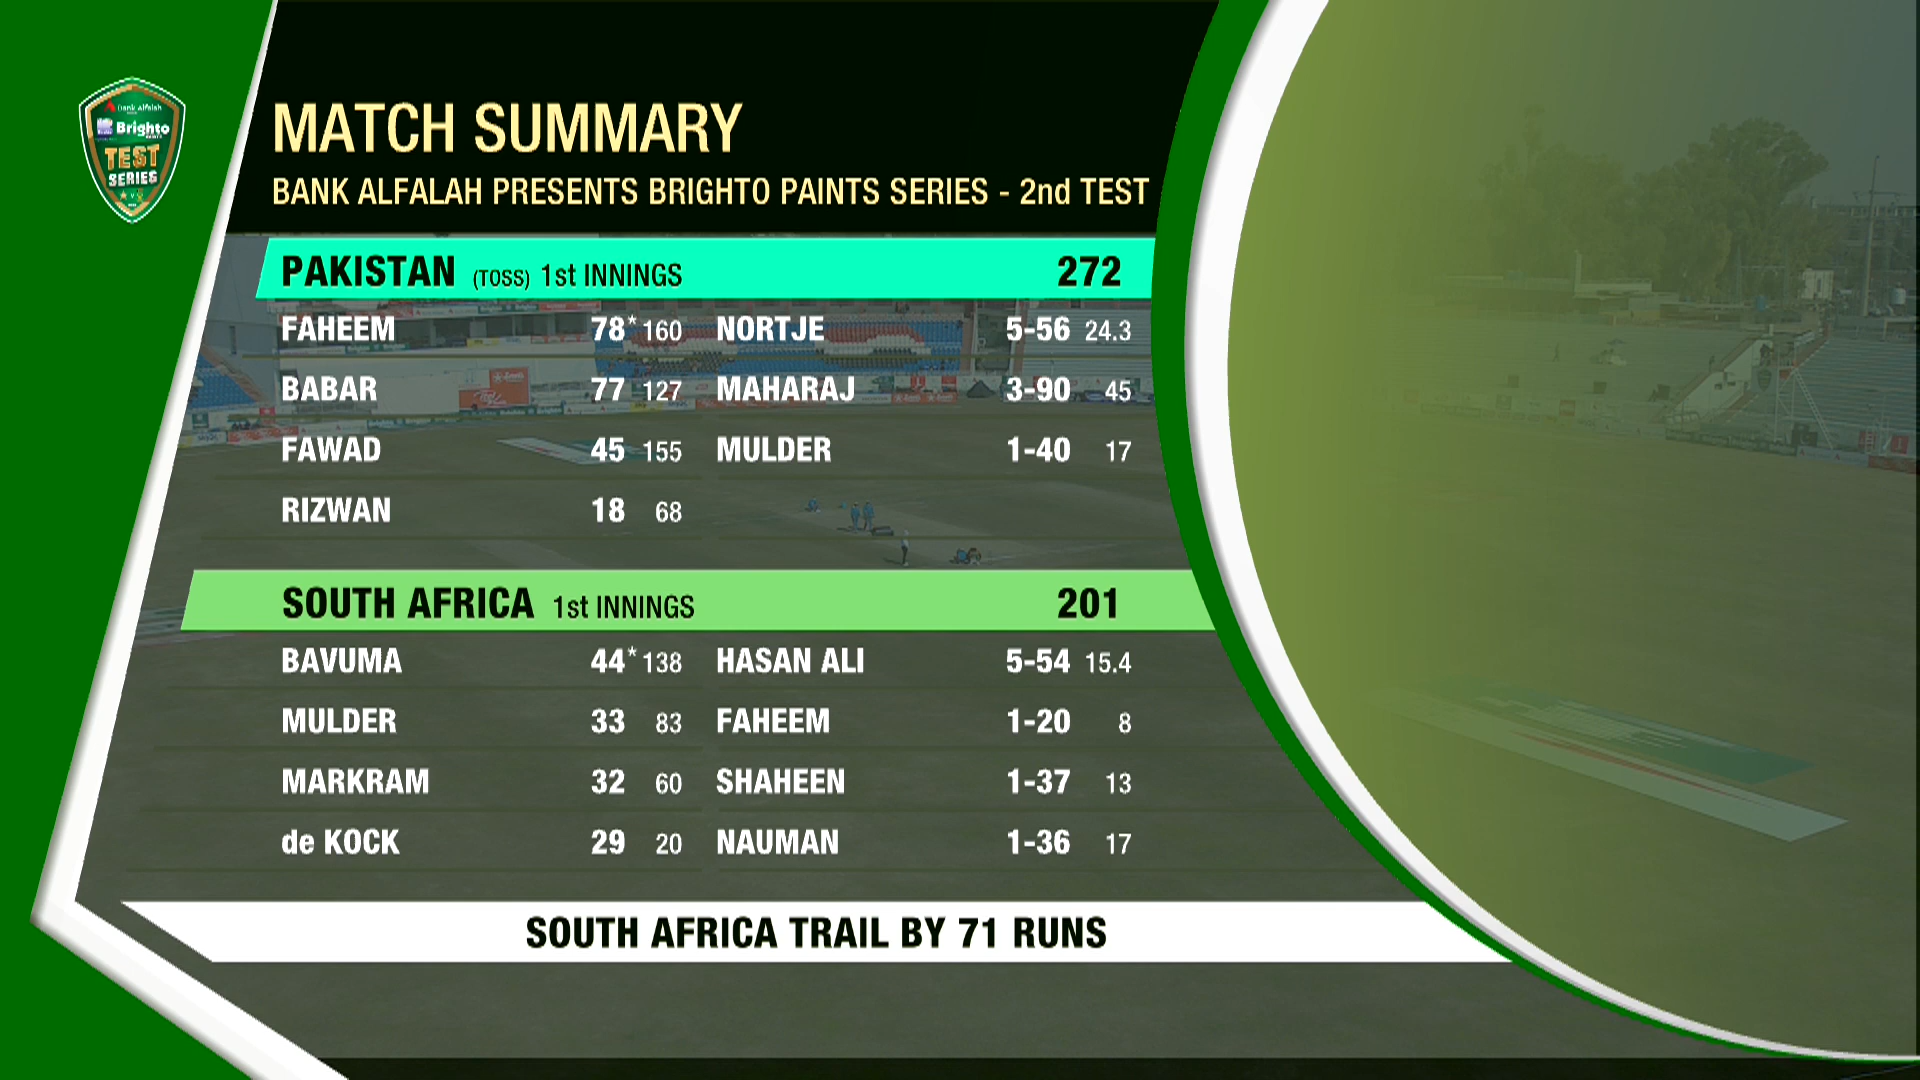 Bank Alfalah
Brighto
TEST
SERIES
MATCH SUMMARY
BANK ALFALAH PRESENTS BRIGHTO PAINTS SERIES - 2nd TEST
PAKISTAN (TOSS) 1st INNINGS 272
FAHEEM 78* 160 NORTJE 5-56 24.3
BABAR 77 127 MAHARAJ 3-90 45
FAWAD 45 155 MULDER 1-40 17
RIZWAN 18 68
SOUTH AFRICA 1st INNINGS 201
BAVUMA 44* 138 HASAN ALI 5-54 15.4
MULDER 33 83 FAHEEM 1-20 8
MARKRAM 32 60 SHAHEEN 1-37 13
de KOCK 29 20 NAUMAN 1-36 17
SOUTH AFRICA TRAIL BY 71 RUNS